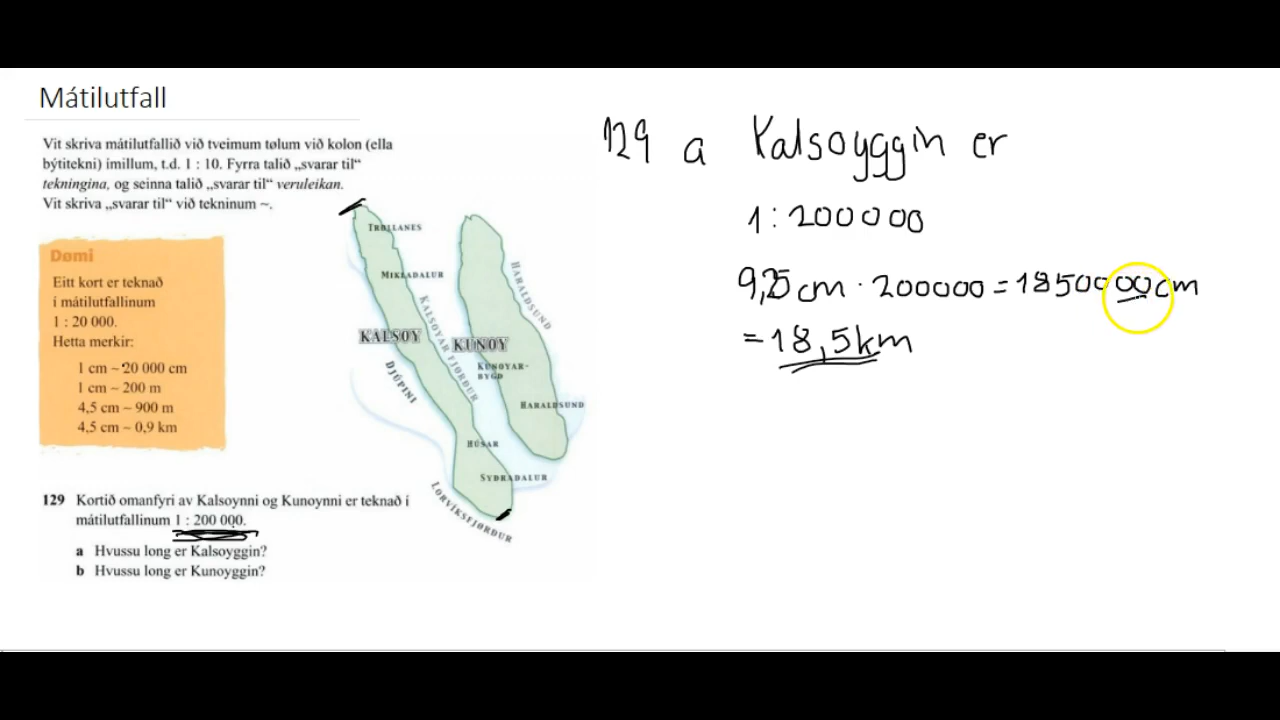 Mátilutfall
Vit skriva mátilutfallið við tveimum tølum við kolon (ella
býtitekni) ímillum, t.d. 1 : 10. Fyrra talið „svarar til“
tekningina, og seinna talið „svarar til“ veruleikan.
Vit skriva „svarar til“ við tekninum ~.
Dømi
Eitt kort er teknað
í mátilutfallinum
1 : 20 000.
Hetta merkir:
1 cm ~ 20 000 cm
1 cm ~ 200 m
4,5 cm ~ 900 m
4,5 cm ~ 0,9 km
TRØLLANES
MIKLADALUR
KALSOYAR FJØRÐUR
HARALDSUND
KALSOY
KUNOY
DJÚPINI
KUNOYAR-
BYGD
HARALDSUND
HÚSAR
SYÐRADALUR
LORVÍKSFJØRÐUR
129 Kortið omanfyri av Kalsoynni og Kunoynni er teknað í
mátilutfallinum 1 : 200 000.
a Hvussu long er Kalsoyggin?
b Hvussu long er Kunoyggin?
129 a Kalsoyggin er
1 : 200000
9,25 cm · 200000 = 1850000 cm
= 18,5 km